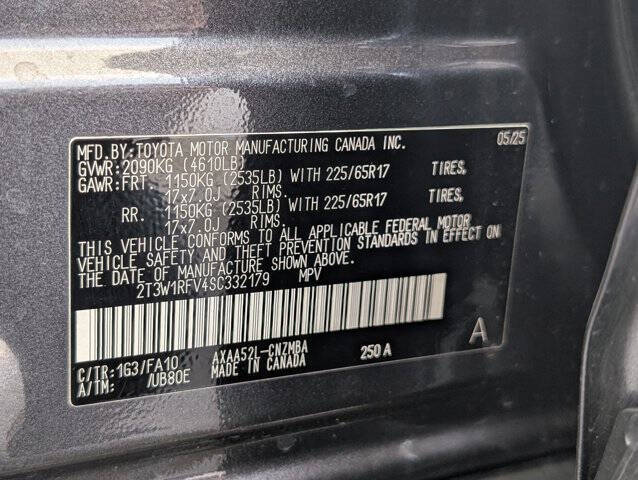 MFD.BY:TOYOTA MOTOR MANUFACTURING CANADA INC. 05/25
GVWR:2090KG (4610LB)
GAWR:FRT 1150KG (2535LB) WITH 225/65R17 TIRES,
17x7.0J RIMS.
RR. 1150KG (2535LB) WITH 225/65R17 TIRES,
17x7.0J RIMS.
THIS VEHICLE CONFORMS TO ALL APPLICABLE FEDERAL MOTOR
VEHICLE SAFETY AND THEFT PREVENTION STANDARDS IN EFFECT ON
THE DATE OF MANUFACTURE SHOWN ABOVE.
2T3W1RFV4SC332179 MPV
A
C/TR:1G3/FA10 AXAA52L-CNZMBA 250A
A/TM: /UB80E MADE IN CANADA